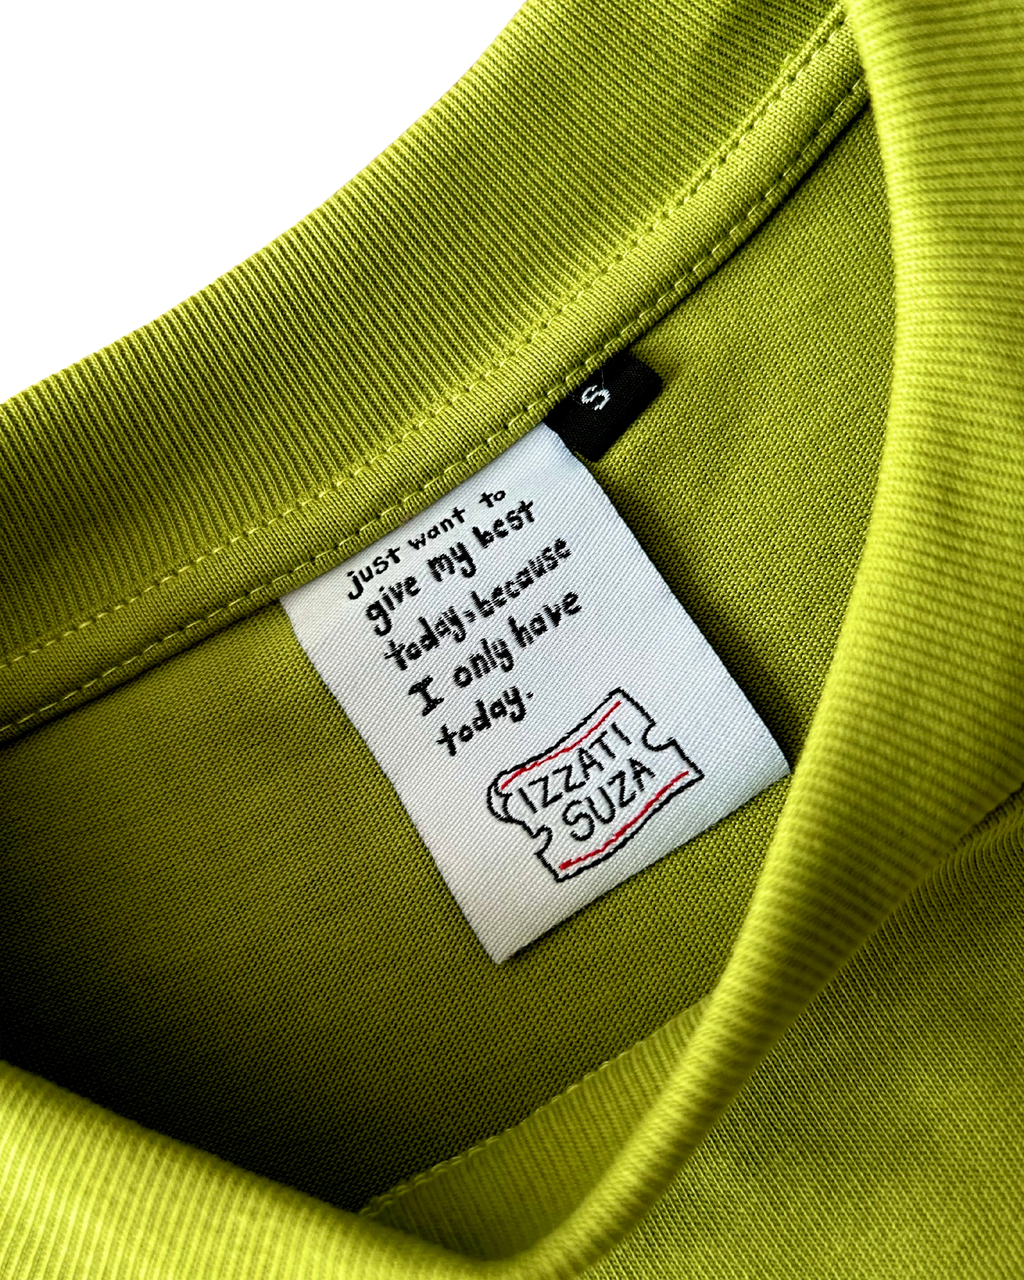 S
just want to
give my best
today, because
I only have
today.
IZZATI
SUZA